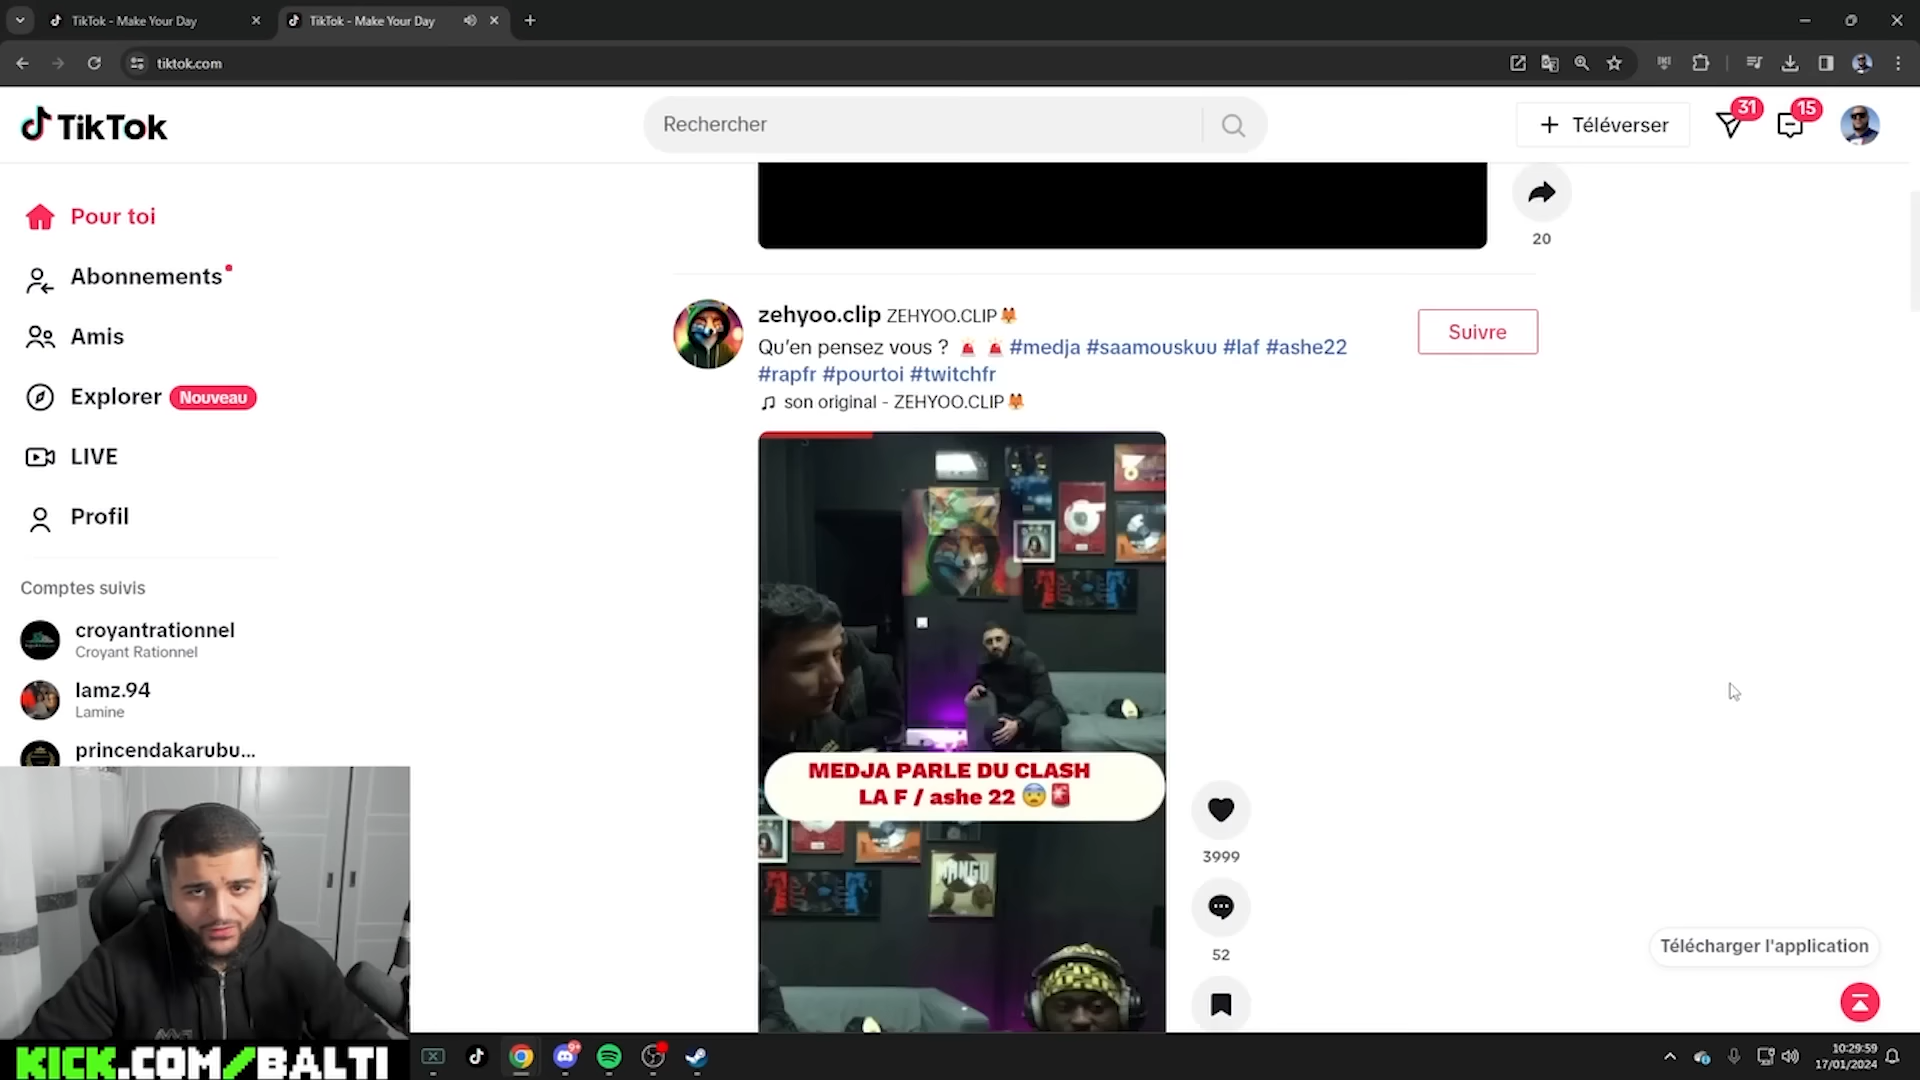 TikTok - Make Your Day
TikTok - Make Your Day
tiktok.com
TikTok
Rechercher
Téléverser
31
15
Pour toi
Abonnements
Amis
Explorer Nouveau
LIVE
Profil
Comptes suivis
croyantrationnel
Croyant Rationnel
lamz.94
Lamine
princendakarubu...
20
zehyoo.clip ZEHYOO.CLIP🦊
Qu'en pensez vous ? 🚨 🚨 #medja #saamouskuu #laf #ashe22
#rapfr #pourtoi #twitchfr
son original - ZEHYOO.CLIP🦊
Suivre
MEDJA PARLE DU CLASH
LA F / ashe 22 😨🚨
MANGU
3999
52
Télécharger l'application
KICK.COM/BALTI
10:29:59
17/01/2024